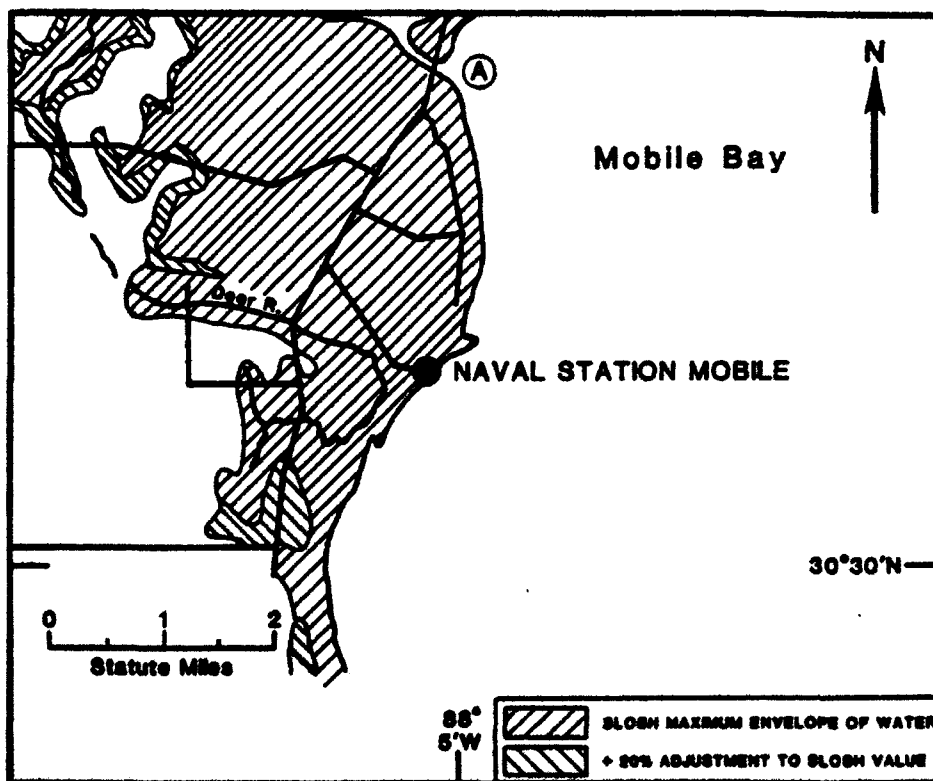 A
N
Mobile Bay
Deer R.
NAVAL STATION MOBILE
30°30'N
0 1 2
Statute Miles
88°
5'W
SLOSH MAXIMUM ENVELOPE OF WATER
+ 20% ADJUSTMENT TO SLOSH VALUE